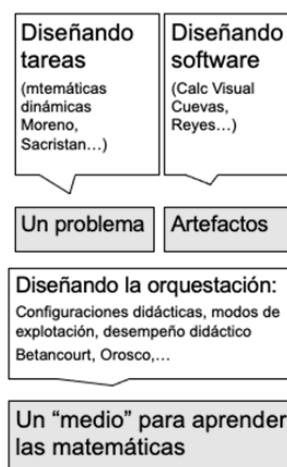 Diseñando
tareas
(mtemáticas
dinámicas
Moreno,
Sacristan...)
Diseñando
software
(Calc Visual
Cuevas,
Reyes...)
Un problema
Artefactos
Diseñando la orquestación:
Configuraciones didácticas, modos de
explotación, desempeño didáctico
Betancourt, Orosco,...
Un “medio” para aprender
las matemáticas